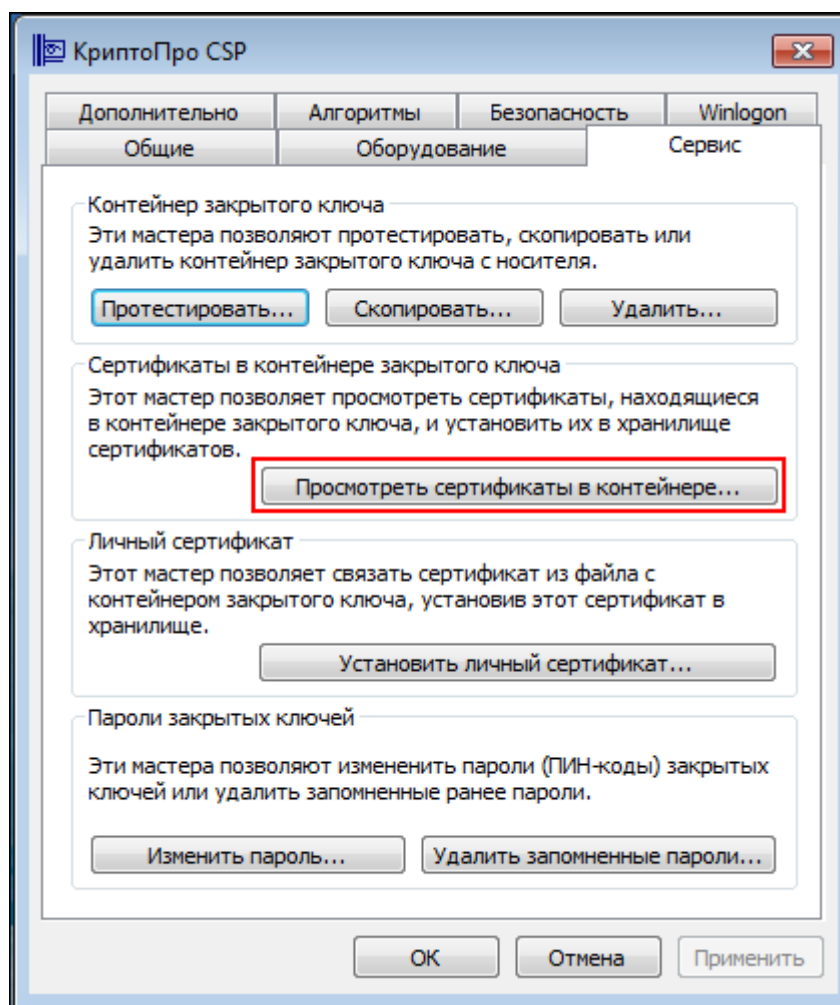 КриптоПро CSP
Дополнительно Алгоритмы Безопасность Winlogon
Общие Оборудование Сервис
Контейнер закрытого ключа
Эти мастера позволяют протестировать, скопировать или
удалить контейнер закрытого ключа с носителя.
Протестировать... Скопировать... Удалить...
Сертификаты в контейнере закрытого ключа
Этот мастер позволяет просмотреть сертификаты, находящиеся
в контейнере закрытого ключа, и установить их в хранилище
сертификатов.
Просмотреть сертификаты в контейнере...
Личный сертификат
Этот мастер позволяет связать сертификат из файла с
контейнером закрытого ключа, установив этот сертификат в
хранилище.
Установить личный сертификат...
Пароли закрытых ключей
Эти мастера позволяют измененить пароли (ПИН-коды) закрытых
ключей или удалить запомненные ранее пароли.
Изменить пароль... Удалить запомненные пароли...
ОК Отмена Применить